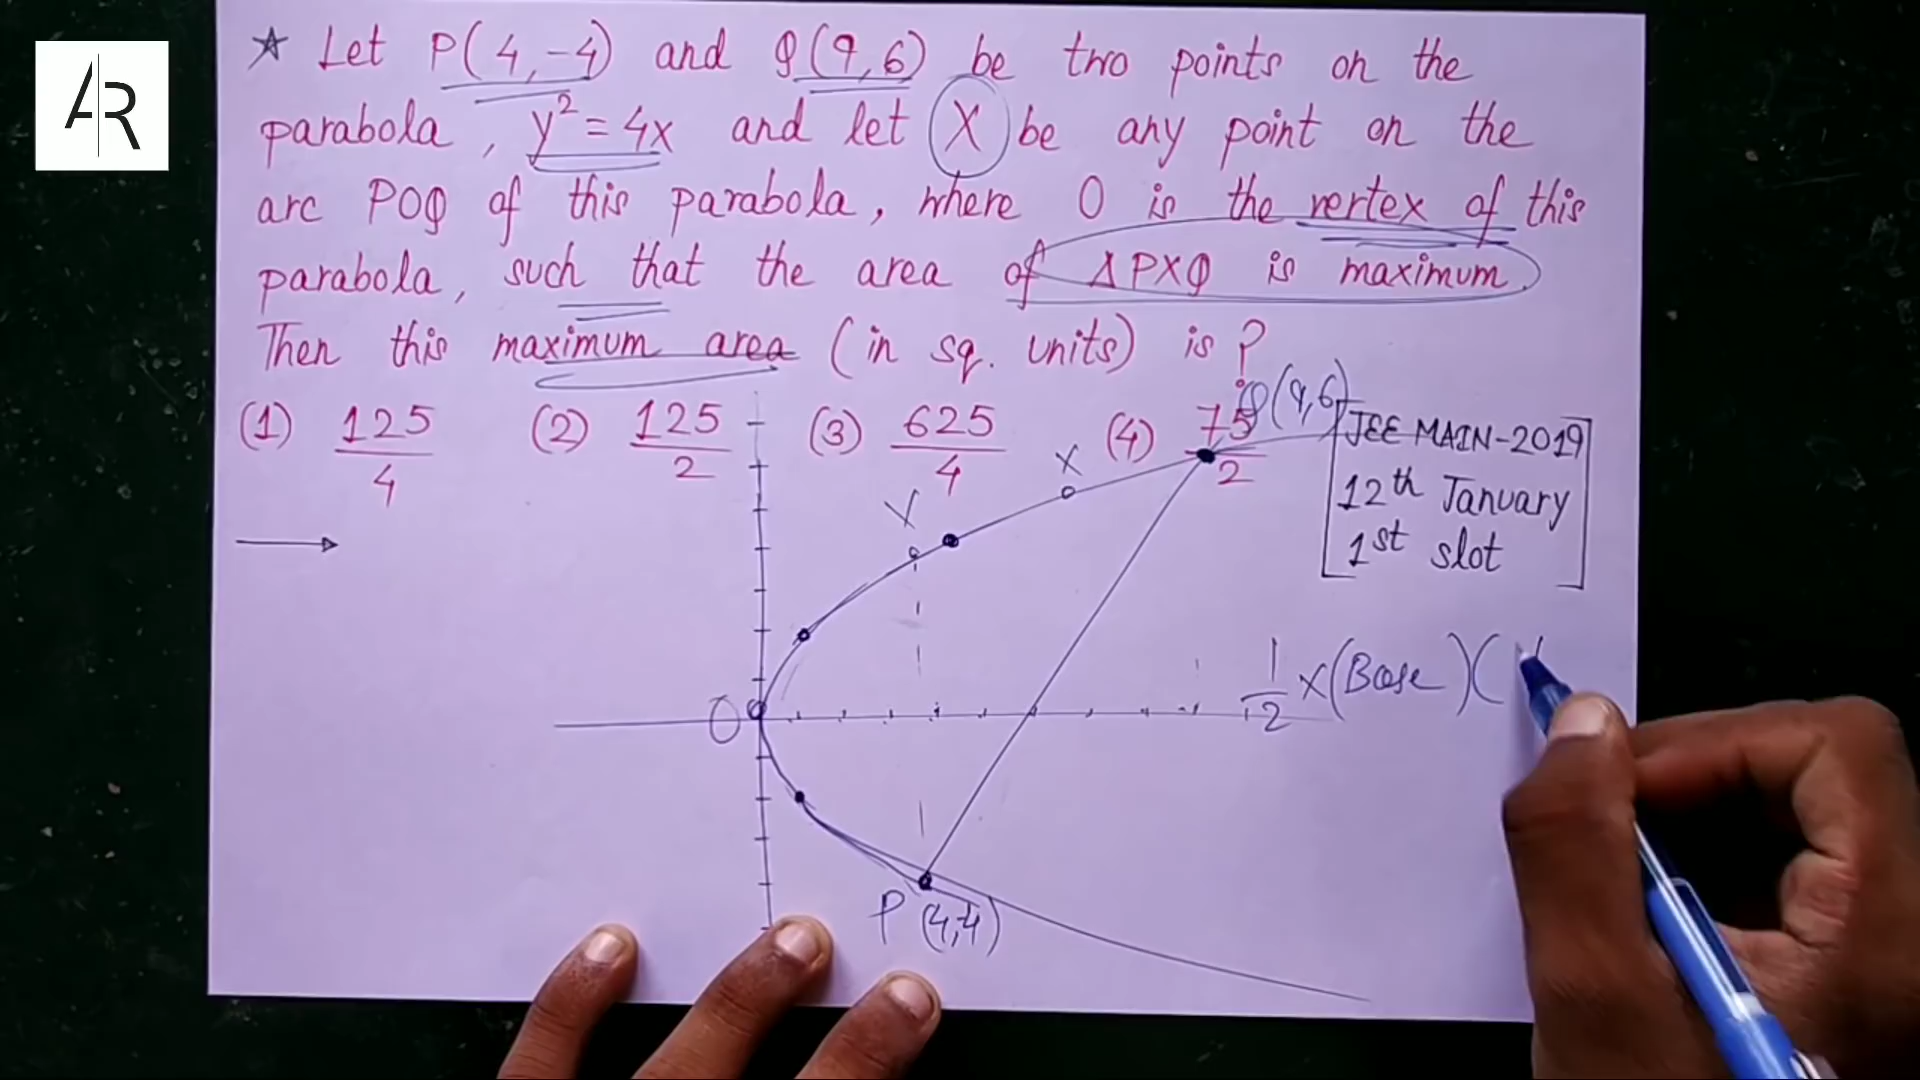 AR
☆ Let P(4,-4) and Q(9,6) be two points on the
parabola, y² = 4x and let X be any point on the
arc POQ of this parabola, where O is the vertex of this
parabola, such that the area of ΔPXQ is maximum.
Then this maximum area (in sq. units) is ?
(1) 125/4 (2) 125/2 (3) 625/4 (4) 75/2
Q(9,6)
[JEE MAIN-2019
12th January
1st slot]
X
X
→
1/2 × (Base) (
O
P (4,-4)